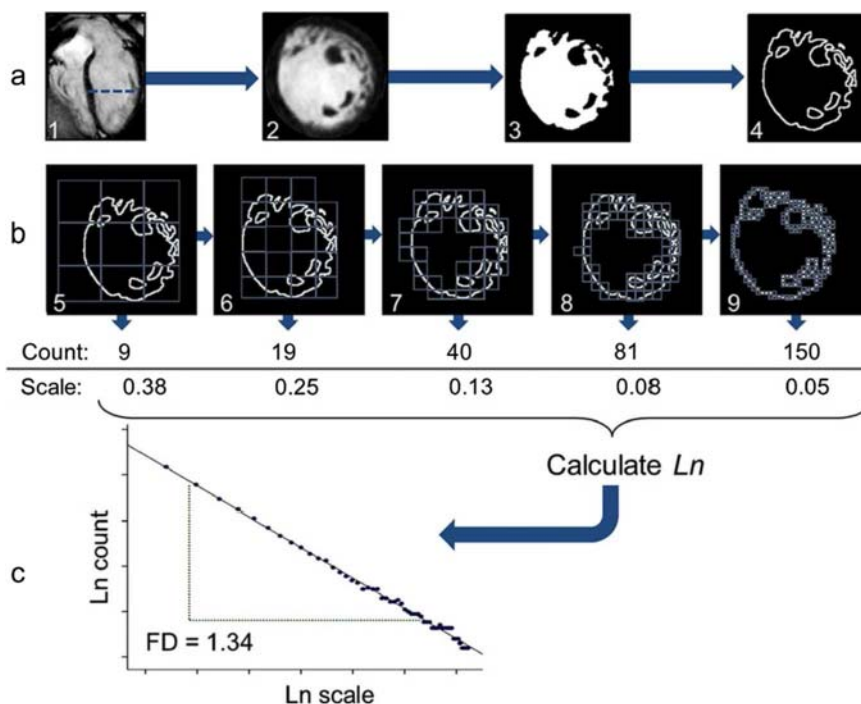 a
1
2
3
4
b
5
6
7
8
9
Count: 9 19 40 81 150
Scale: 0.38 0.25 0.13 0.08 0.05
Calculate Ln
c
Ln count
FD = 1.34
Ln scale